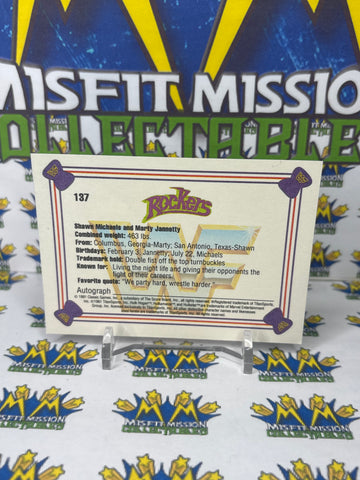 MISFIT MISSION
COLLECTABLES
137
Rockers
Shawn Michaels and Marty Jannetty
Combined weight: 463 lbs.
From: Columbus, Georgia-Marty; San Antonio, Texas-Shawn
Birthdays: February 3, Jannetty; July 22, Michaels
Trademark hold: Double fist off the top turnbuckles
Known for: Living the night life and giving their opponents the
fight of their careers.
Favorite quote: "We party hard, wrestle harder."
Autograph
MISFIT MISSION
COLLECTABLES